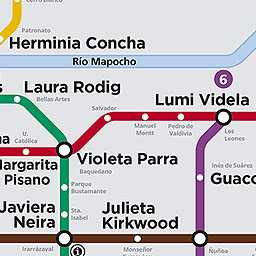 Cerro Blanco
Patronato
Herminia Concha
Río Mapocho
6
Laura Rodig
Bellas Artes
Salvador
Lumi Videla
Manuel
Montt
Pedro de
Valdivia
Los
Leones
U.
Católica
Margarita
Pisano
Violeta Parra
Baquedano
Inés de Suárez
Parque
Bustamante
Javiera
Neira
Sta.
Isabel
Julieta
Kirkwood
Irarrázaval
Monseñor
Ñuñoa